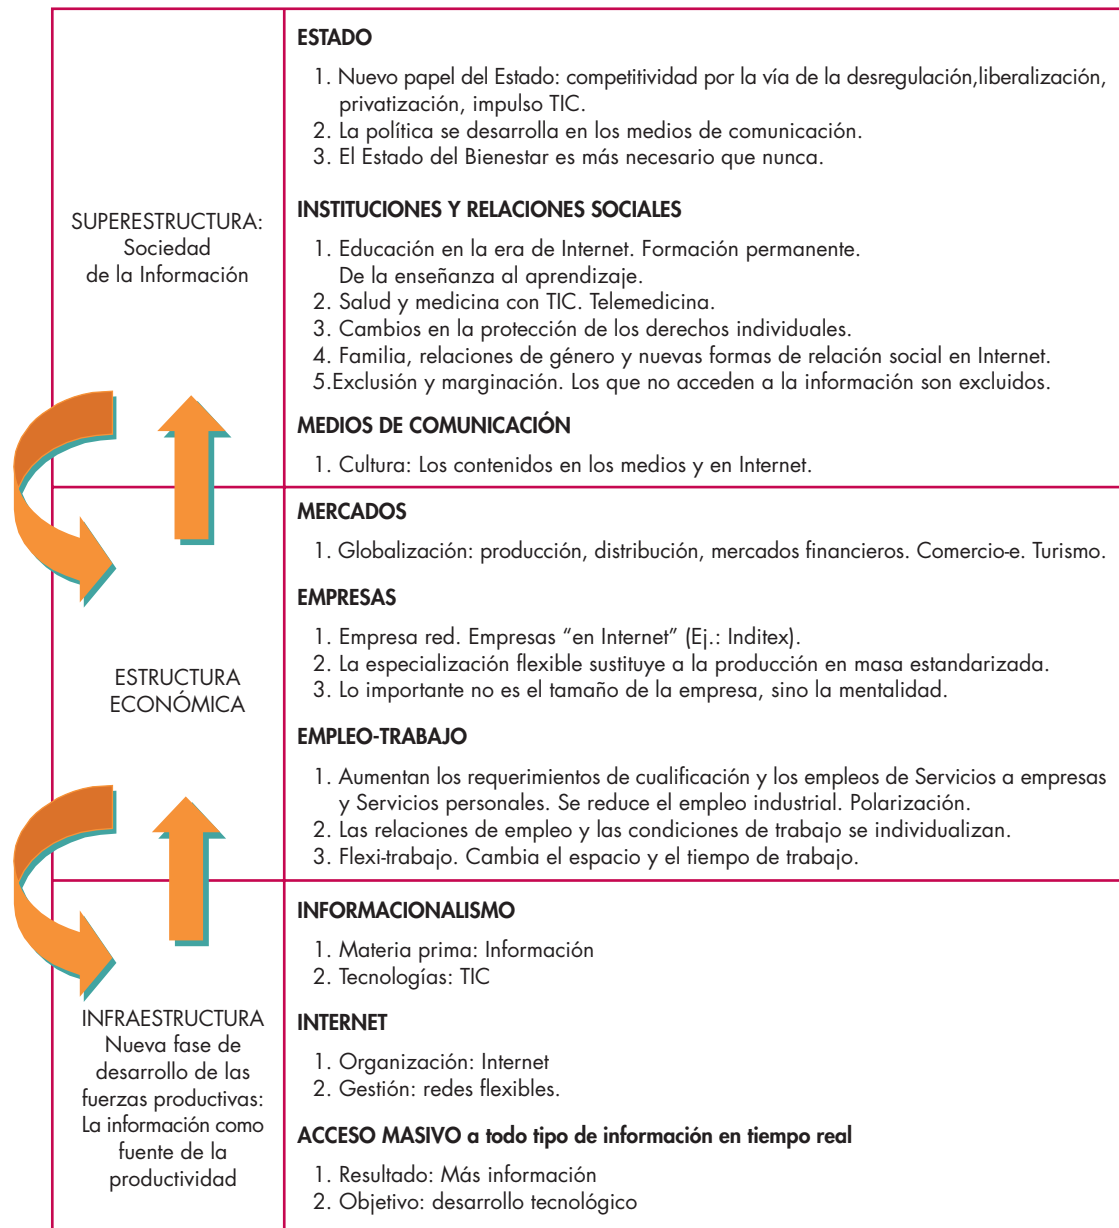 SUPERESTRUCTURA:
Sociedad
de la Información
ESTADO
1. Nuevo papel del Estado: competitividad por la vía de la desregulación,liberalización,
privatización, impulso TIC.
2. La política se desarrolla en los medios de comunicación.
3. El Estado del Bienestar es más necesario que nunca.
INSTITUCIONES Y RELACIONES SOCIALES
1. Educación en la era de Internet. Formación permanente.
De la enseñanza al aprendizaje.
2. Salud y medicina con TIC. Telemedicina.
3. Cambios en la protección de los derechos individuales.
4. Familia, relaciones de género y nuevas formas de relación social en Internet.
5.Exclusión y marginación. Los que no acceden a la información son excluidos.
MEDIOS DE COMUNICACIÓN
1. Cultura: Los contenidos en los medios y en Internet.
ESTRUCTURA
ECONÓMICA
MERCADOS
1. Globalización: producción, distribución, mercados financieros. Comercio-e. Turismo.
EMPRESAS
1. Empresa red. Empresas “en Internet” (Ej.: Inditex).
2. La especialización flexible sustituye a la producción en masa estandarizada.
3. Lo importante no es el tamaño de la empresa, sino la mentalidad.
EMPLEO-TRABAJO
1. Aumentan los requerimientos de cualificación y los empleos de Servicios a empresas
y Servicios personales. Se reduce el empleo industrial. Polarización.
2. Las relaciones de empleo y las condiciones de trabajo se individualizan.
3. Flexi-trabajo. Cambia el espacio y el tiempo de trabajo.
INFRAESTRUCTURA
Nueva fase de
desarrollo de las
fuerzas productivas:
La información como
fuente de la
productividad
INFORMACIONALISMO
1. Materia prima: Información
2. Tecnologías: TIC
INTERNET
1. Organización: Internet
2. Gestión: redes flexibles.
ACCESO MASIVO a todo tipo de información en tiempo real
1. Resultado: Más información
2. Objetivo: desarrollo tecnológico